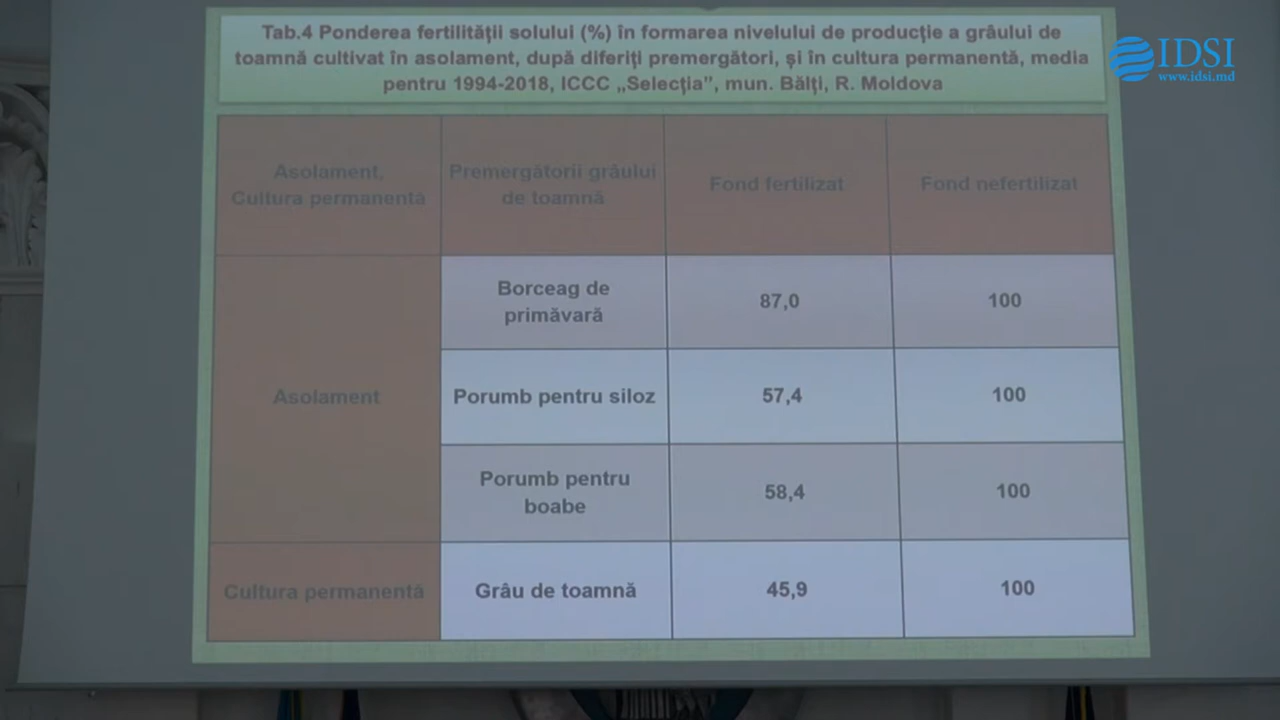 Tab.4 Ponderea fertilității solului (%) în formarea nivelului de producție a grâului de
toamnă cultivat în asolament, după diferiți premergători, și în cultura permanentă, media
pentru 1994-2018, ICCC „Selecția”, mun. Bălți, R. Moldova
IDSI
www.idsi.md
Asolament,
Cultura permanentă
Premergătorii grâului
de toamnă
Fond fertilizat
Fond nefertilizat
Asolament
Borceag de
primăvară
87,0
100
Porumb pentru siloz
57,4
100
Porumb pentru
boabe
58,4
100
Cultura permanentă
Grâu de toamnă
45,9
100